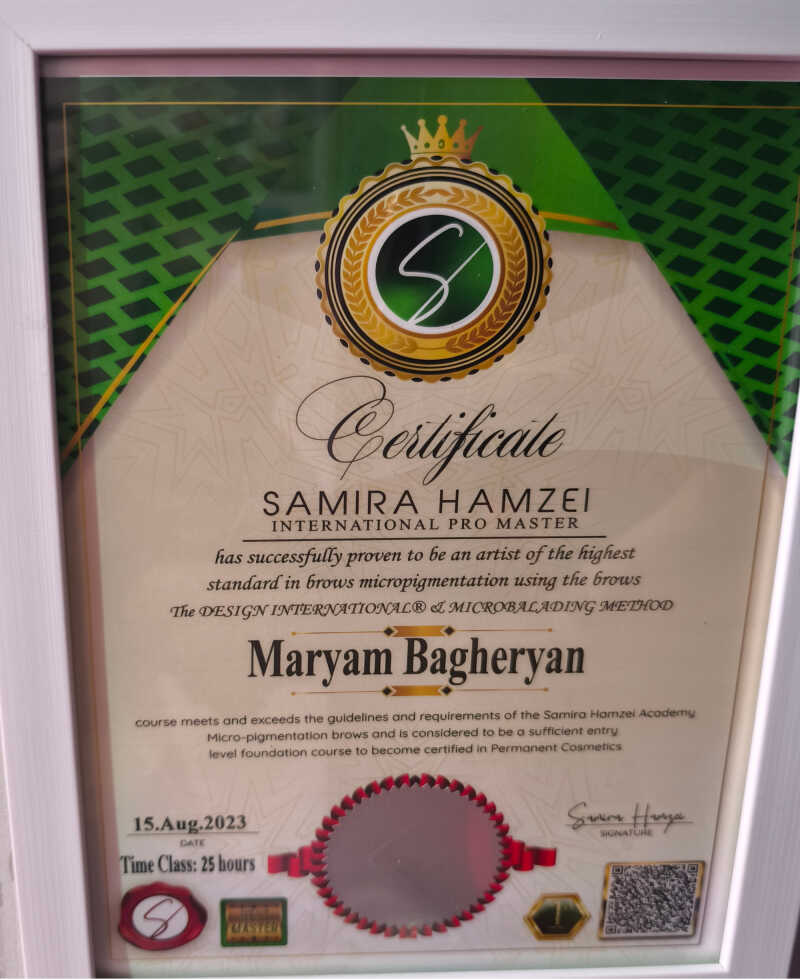 Certificate
SAMIRA HAMZEI
INTERNATIONAL PRO MASTER
has successfully proven to be an artist of the highest
standard in brows micropigmentation using the brows
The DESIGN INTERNATIONAL® & MICROBALADING METHOD
Maryam Bagheryan
course meets and exceeds the guidelines and requirements of the Samira Hamzei Academy
Micro-pigmentation brows and is considered to be a sufficient entry
level foundation course to become certified in Permanent Cosmetics
15.Aug.2023
DATE
Samira Hamzei
SIGNATURE
Time Class: 25 hours
MASTER
1